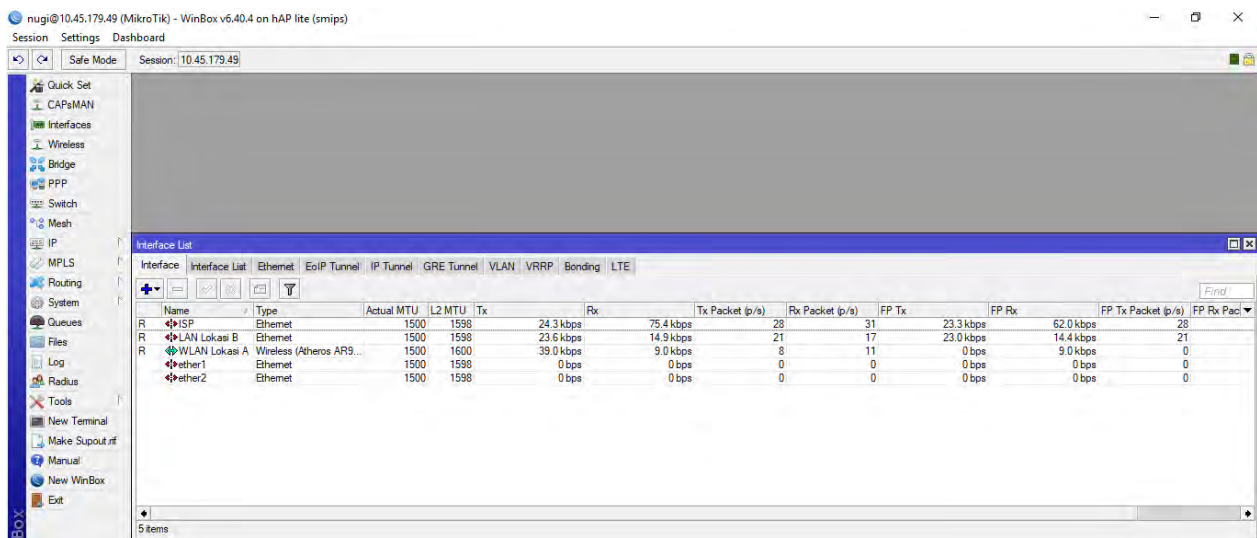 nugi@10.45.179.49 (MikroTik) - WinBox v6.40.4 on hAP lite (smips)
Session Settings Dashboard
Safe Mode Session: 10.45.179.49
Quick Set
CAPsMAN
Interfaces
Wireless
Bridge
PPP
Switch
Mesh
IP
MPLS
Routing
System
Queues
Files
Log
Radius
Tools
New Terminal
Make Supout.rif
Manual
New WinBox
Exit
Box
Interface List
Interface Interface List Ethernet EoIP Tunnel IP Tunnel GRE Tunnel VLAN VRRP Bonding LTE
Find
Name Type Actual MTU L2 MTU Tx Rx Tx Packet (p/s) Rx Packet (p/s) FP Tx FP Rx FP Tx Packet (p/s) FP Rx Pac
R ISP Ethernet 1500 1598 24.3 kbps 75.4 kbps 28 31 23.3 kbps 62.0 kbps 28
R LAN Lokasi B Ethernet 1500 1598 23.6 kbps 14.9 kbps 21 17 23.0 kbps 14.4 kbps 21
R WLAN Lokasi A Wireless (Atheros AR9... 1500 1600 39.0 kbps 9.0 kbps 8 11 0 bps 9.0 kbps 0
ether1 Ethernet 1500 1598 0 bps 0 bps 0 0 0 bps 0 bps 0
ether2 Ethernet 1500 1598 0 bps 0 bps 0 0 0 bps 0 bps 0
5 items